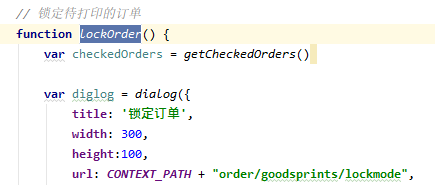 // 锁定待打印的订单
function lockOrder() {
var checkedOrders = getCheckedOrders()
var diglog = dialog({
title: '锁定订单',
width: 300,
height:100,
url: CONTEXT_PATH + "order/goodsprints/lockmode",